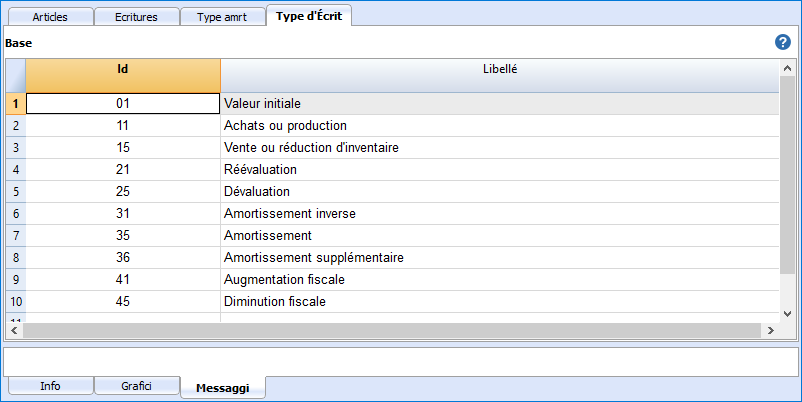 Articles Ecritures Type amrt Type d'Écrit
Base ?
Id Libellé
1 01 Valeur initiale
2 11 Achats ou production
3 15 Vente ou réduction d'inventaire
4 21 Réévaluation
5 25 Dévaluation
6 31 Amortissement inverse
7 35 Amortissement
8 36 Amortissement supplémentaire
9 41 Augmentation fiscale
10 45 Diminution fiscale
Info Grafici Messaggi